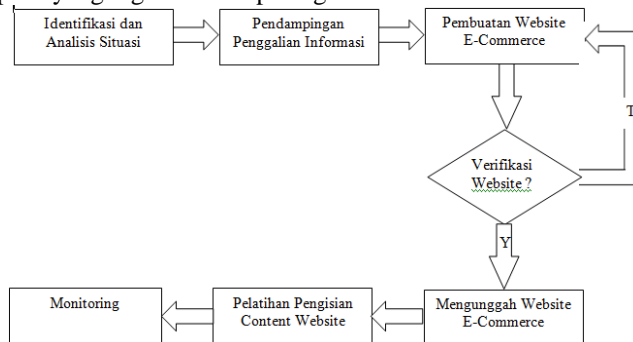 Identifikasi dan
Analisis Situasi
Pendampingan
Penggalian Informasi
Pembuatan Website
E-Commerce
T
Verifikasi
Website ?
Y
Monitoring
Pelatihan Pengisian
Content Website
Mengunggah Website
E-Commerce